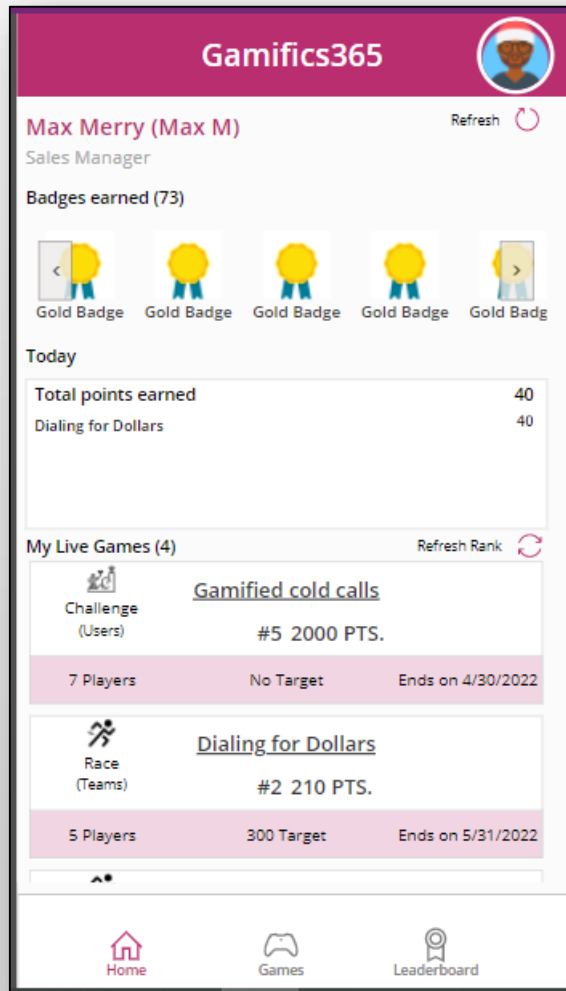 Gamifics365
Max Merry (Max M)
Refresh
Sales Manager
Badges earned (73)
‹ ›
Gold Badge Gold Badge Gold Badge Gold Badge Gold Badg
Today
Total points earned 40
Dialing for Dollars 40
My Live Games (4) Refresh Rank
Challenge
(Users)
Gamified cold calls
#5 2000 PTS.
7 Players No Target Ends on 4/30/2022
Race
(Teams)
Dialing for Dollars
#2 210 PTS.
5 Players 300 Target Ends on 5/31/2022
Home Games Leaderboard